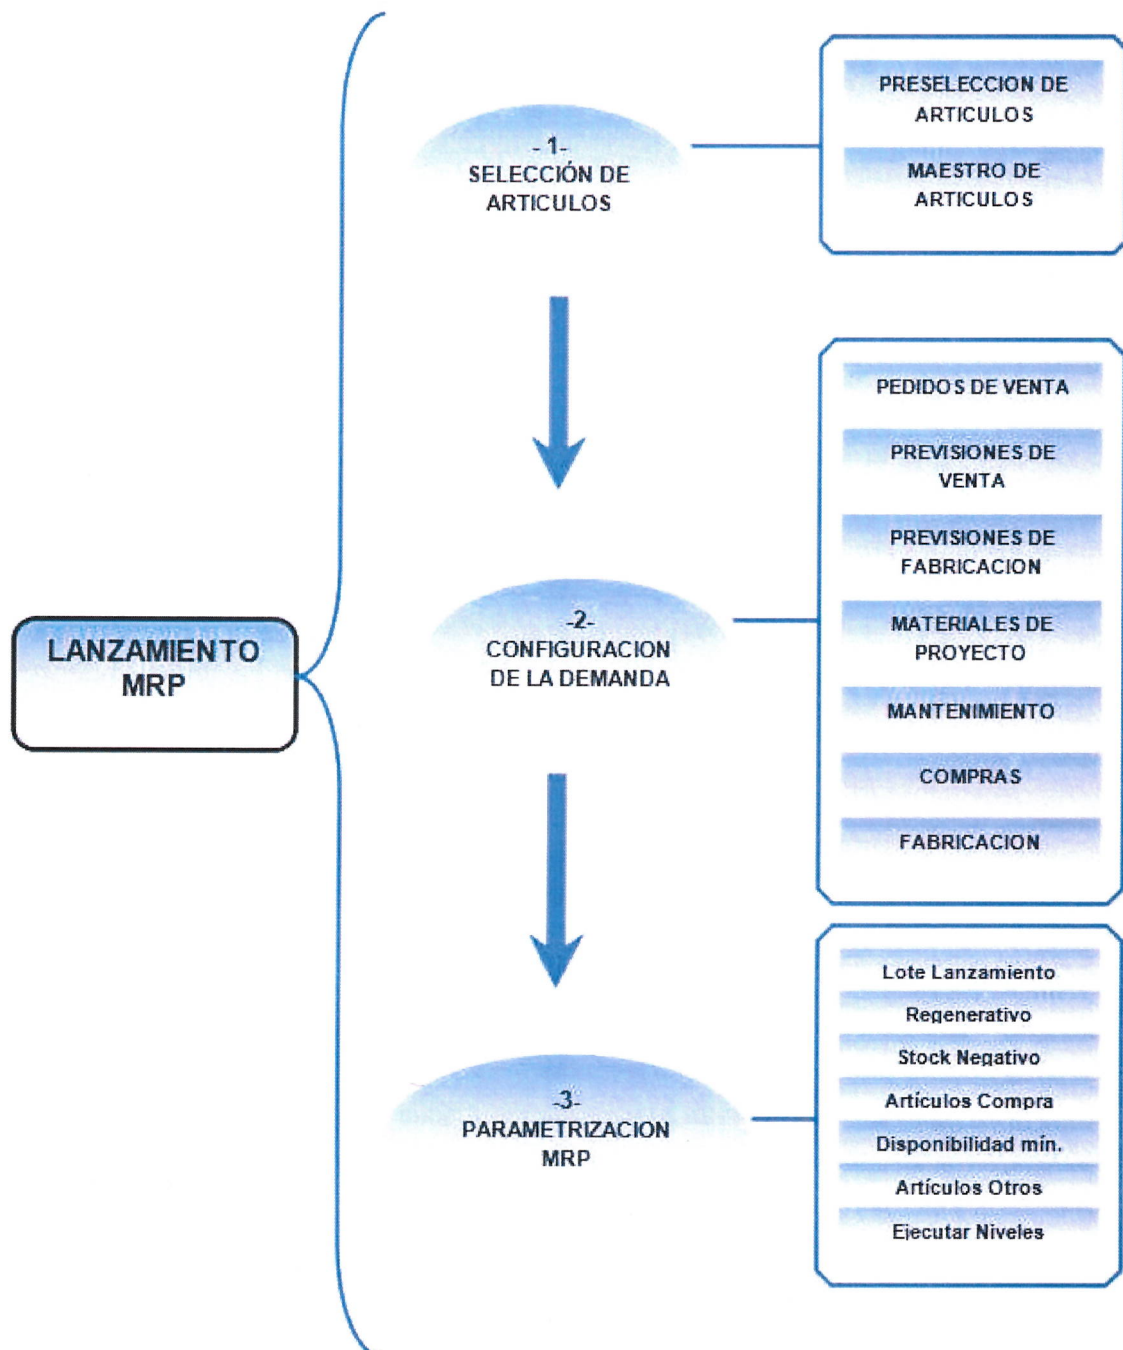 LANZAMIENTO
MRP
- 1-
SELECCIÓN DE
ARTICULOS
PRESELECCION DE
ARTICULOS
MAESTRO DE
ARTICULOS
-2-
CONFIGURACION
DE LA DEMANDA
PEDIDOS DE VENTA
PREVISIONES DE
VENTA
PREVISIONES DE
FABRICACION
MATERIALES DE
PROYECTO
MANTENIMIENTO
COMPRAS
FABRICACION
-3-
PARAMETRIZACION
MRP
Lote Lanzamiento
Regenerativo
Stock Negativo
Artículos Compra
Disponibilidad mín.
Artículos Otros
Ejecutar Niveles